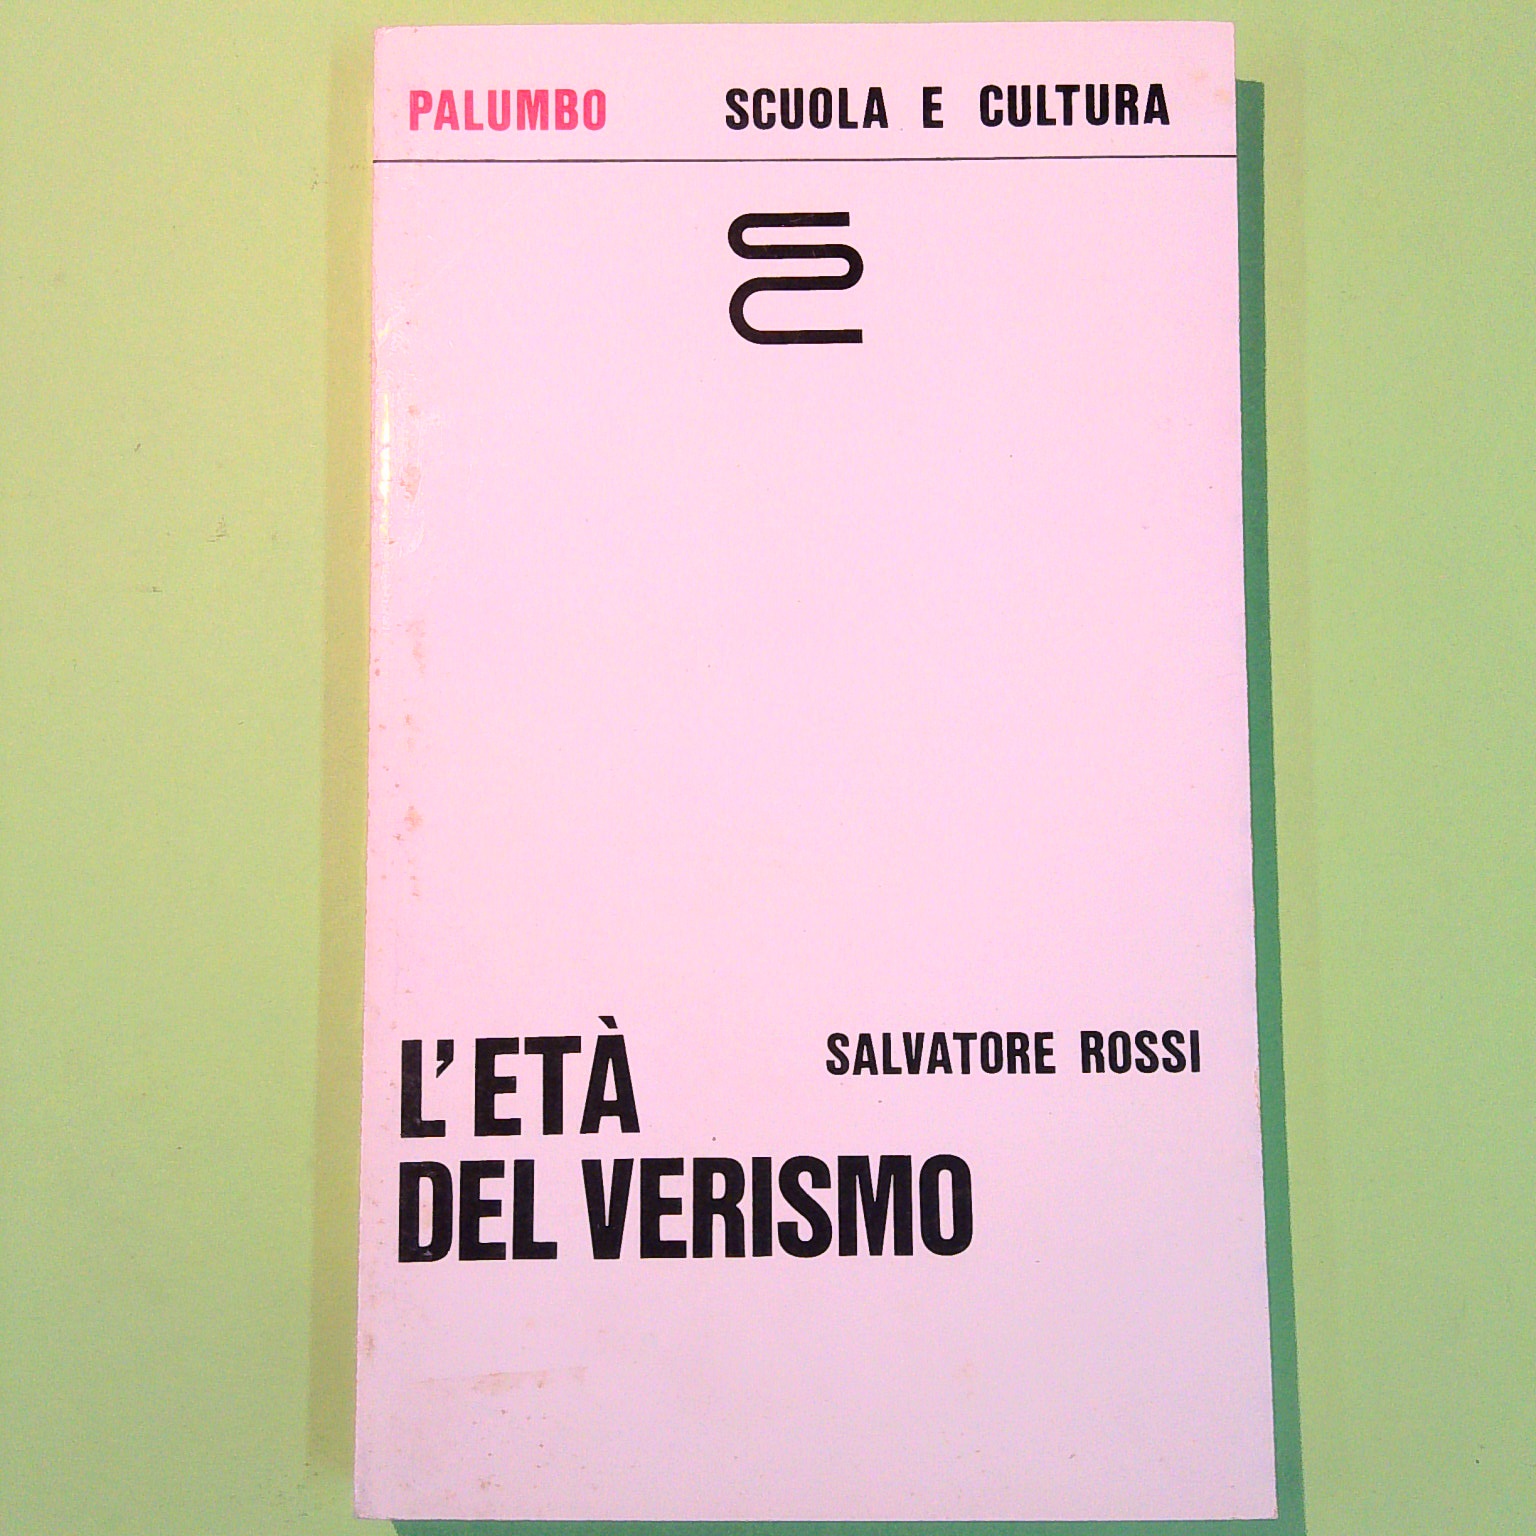 PALUMBO SCUOLA E CULTURA
SALVATORE ROSSI
L'ETÀ
DEL VERISMO